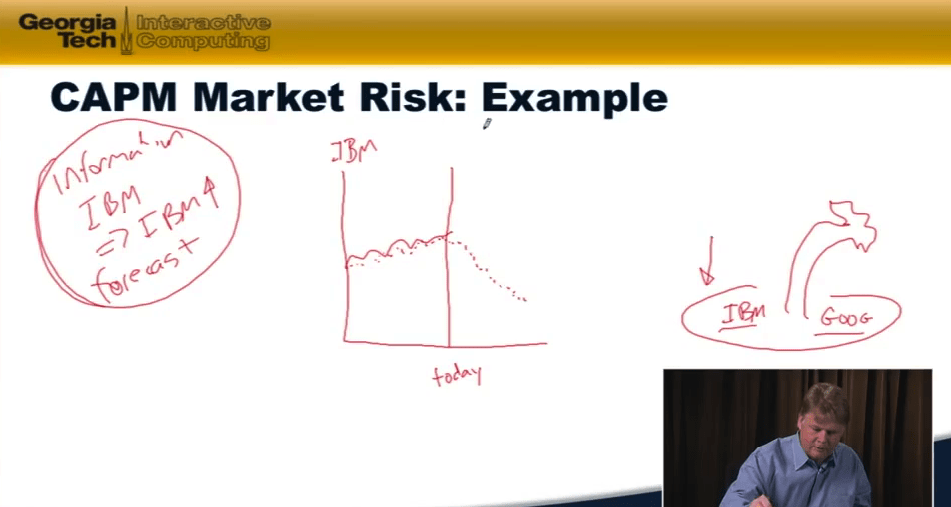 Georgia Tech
Interactive Computing
CAPM Market Risk: Example
Information
IBM
=> IBM ↑
forecast
IBM
today
IBM
GOOG